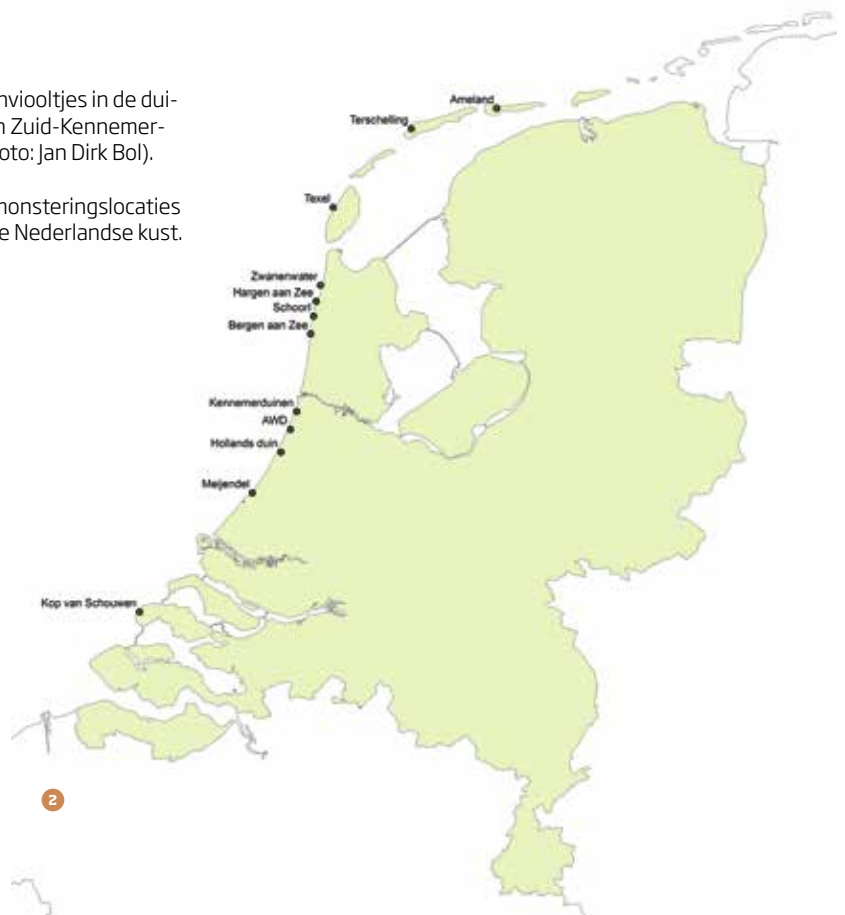 nviooltjes in de dui-
n Zuid-Kennemer-
oto: Jan Dirk Bol).
monsteringslocaties
e Nederlandse kust.
Ameland
Terschelling
Texel
Zwanenwater
Hargen aan Zee
Schoorl
Bergen aan Zee
Kennemerduinen
AWD
Hollands duin
Meijendel
Kop van Schouwen
2